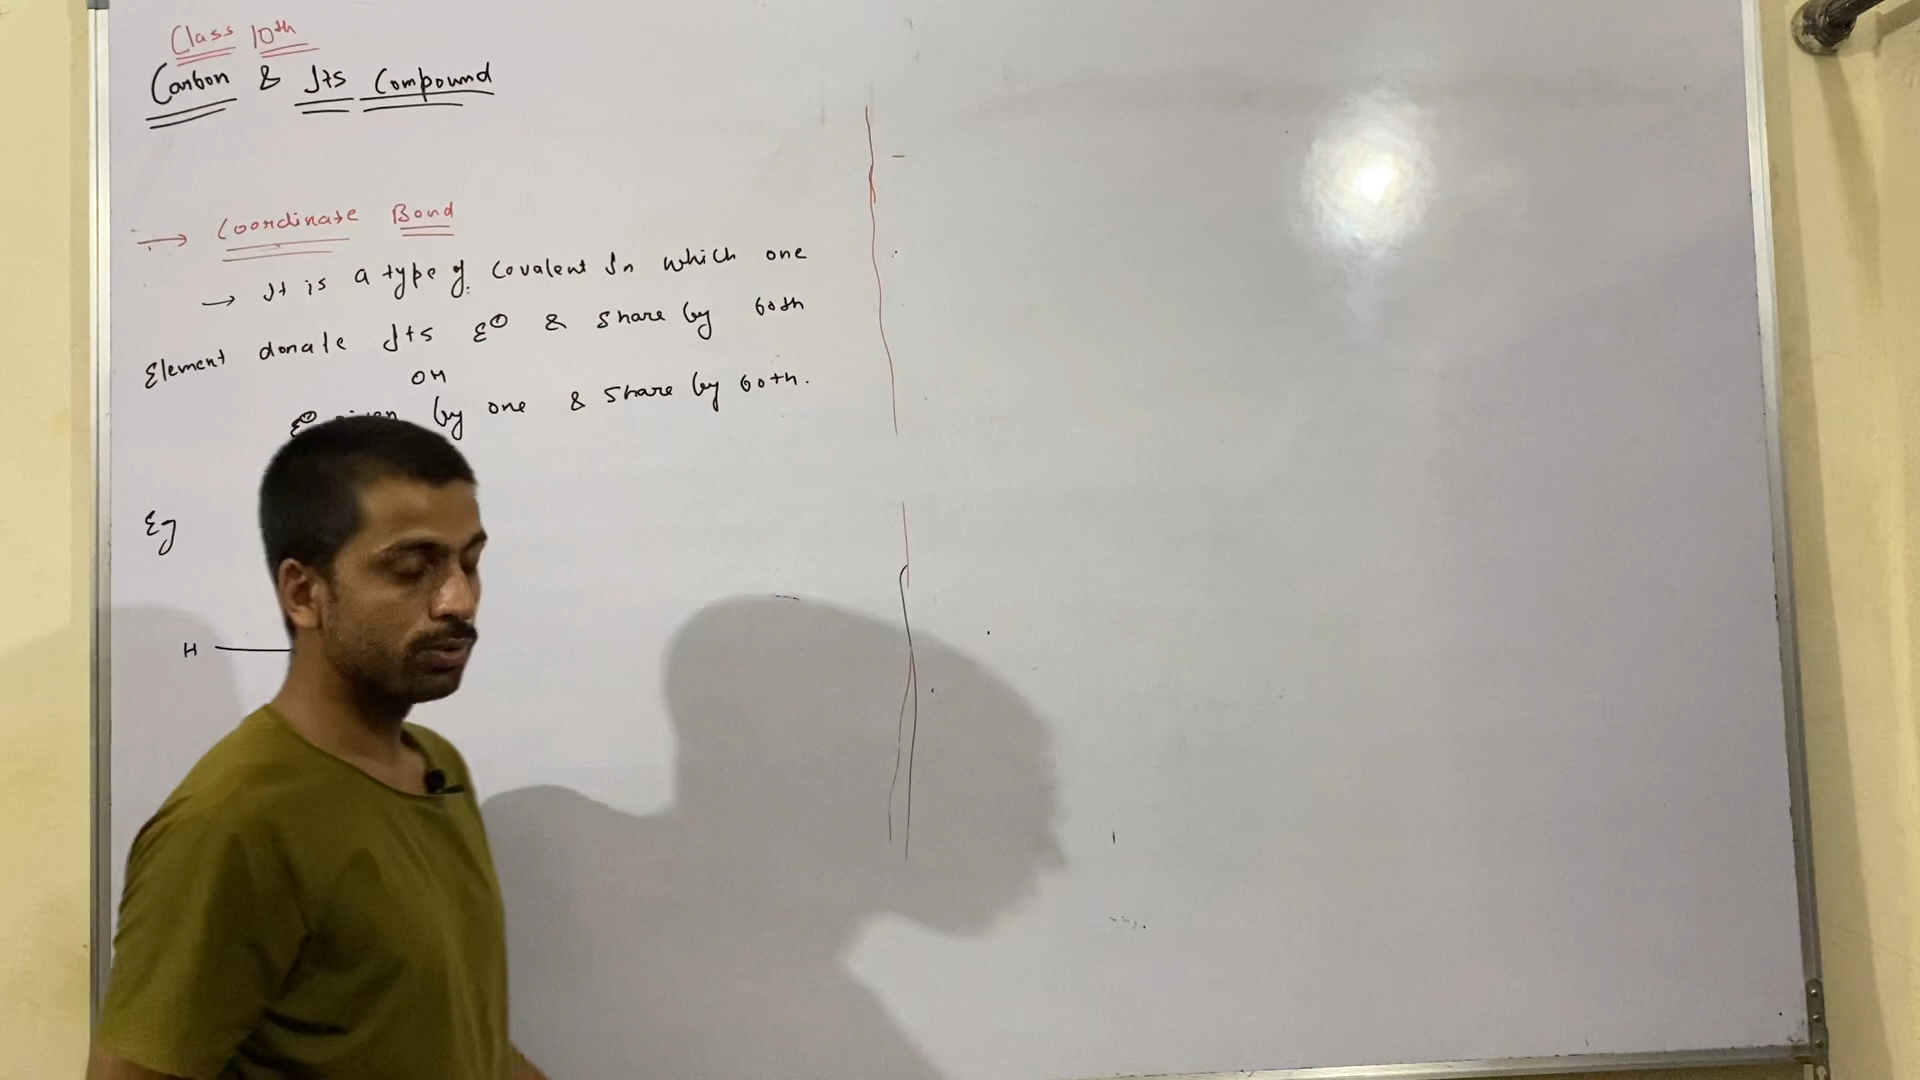 Class 10th
Carbon & Its Compound
→ Coordinate Bond
→ It is a type of covalent In which one
Element donate Its e⊖ & share by both
OR
e⊖ given by one & share by both.
Eg
H